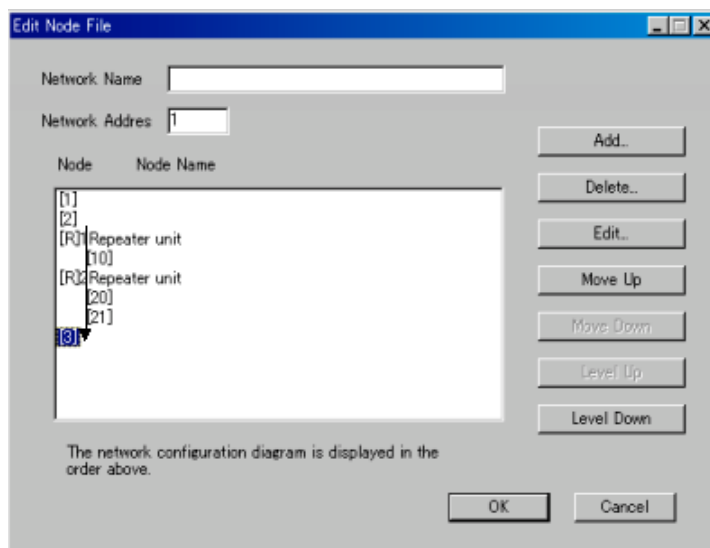 Edit Node File
Network Name
Network Addres 1
Add..
Node Node Name
Delete..
[1]
[2]
Edit..
[R]1 Repeater unit
[10]
[R]2 Repeater unit
Move Up
[20]
[21]
Move Down
[3]
Level Up
Level Down
The network configuration diagram is displayed in the
order above.
OK Cancel